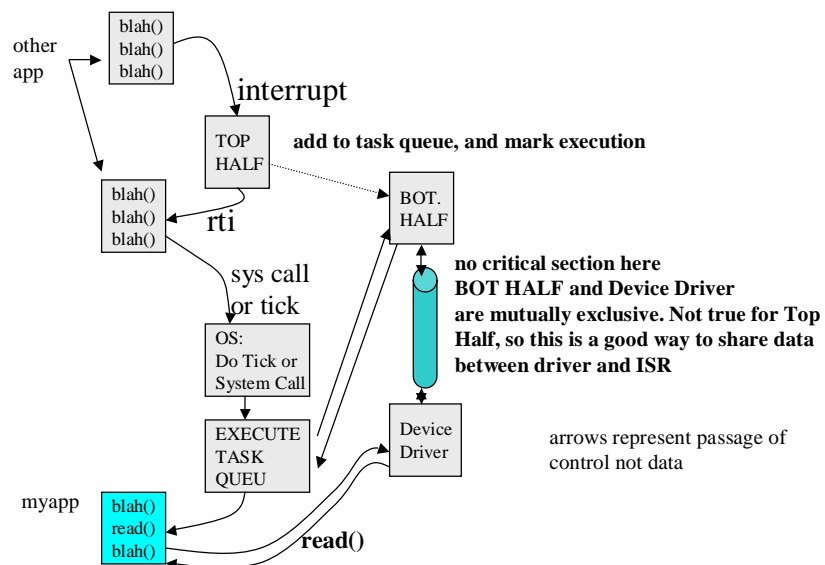 blah()
blah()
blah()
other
app
interrupt
TOP
HALF
add to task queue, and mark execution
BOT.
HALF
blah()
blah()
blah()
rti
sys call
or tick
no critical section here
BOT HALF and Device Driver
are mutually exclusive. Not true for Top
Half, so this is a good way to share data
between driver and ISR
OS:
Do Tick or
System Call
EXECUTE
TASK
QUEU
Device
Driver
arrows represent passage of
control not data
myapp
blah()
read()
blah()
read()